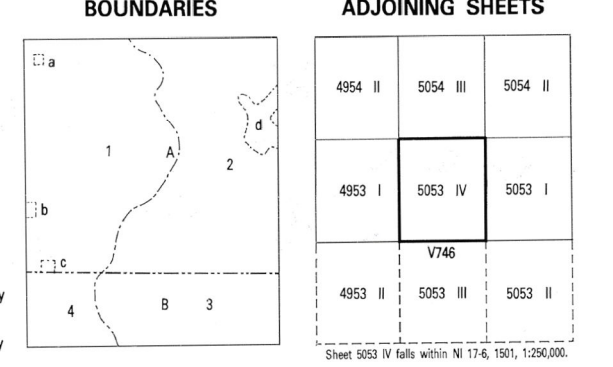 BOUNDARIES
a
1
A
2
d
b
c
4
B
3
ADJOINING SHEETS
4954 II
5054 III
5054 II
4953 I
5053 IV
5053 I
V746
4953 II
5053 III
5053 II
Sheet 5053 IV falls within NI 17-6, 1501, 1:250,000.